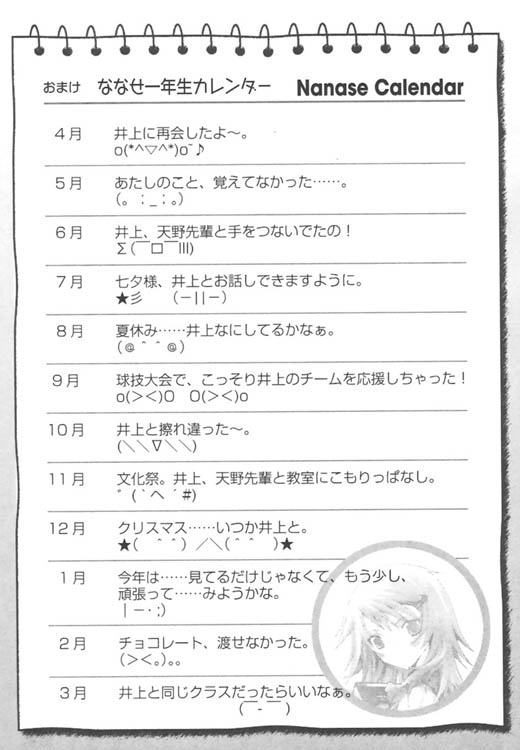 おまけ ななせ一年生カレンダー Nanase Calendar
4月 井上に再会したよ〜。
o(*^▽^*)o~♪
5月 あたしのこと、覚えてなかった……。
(。；_；。)
6月 井上、天野先輩と手をつないでたの！
Σ(￣ロ￣lll)
7月 七夕様、井上とお話しできますように。
★彡 (－||－)
8月 夏休み……井上なにしてるかなぁ。
(＠＾＾＠)
9月 球技大会で、こっそり井上のチームを応援しちゃった！
o(＞＜)O O(＞＜)o
10月 井上と擦れ違った〜。
(＼＼∇＼＼)
11月 文化祭。井上、天野先輩と教室にこもりっぱなし。
゛(｀ヘ´#)
12月 クリスマス……いつか井上と。
★( ＾＾) ／＼(＾＾ )★
1月 今年は……見てるだけじゃなくて、もう少し、
頑張って……みようかな。
|－・;)
2月 チョコレート、渡せなかった。
(＞＜。)。。
3月 井上と同じクラスだったらいいなぁ。
(￣-￣)